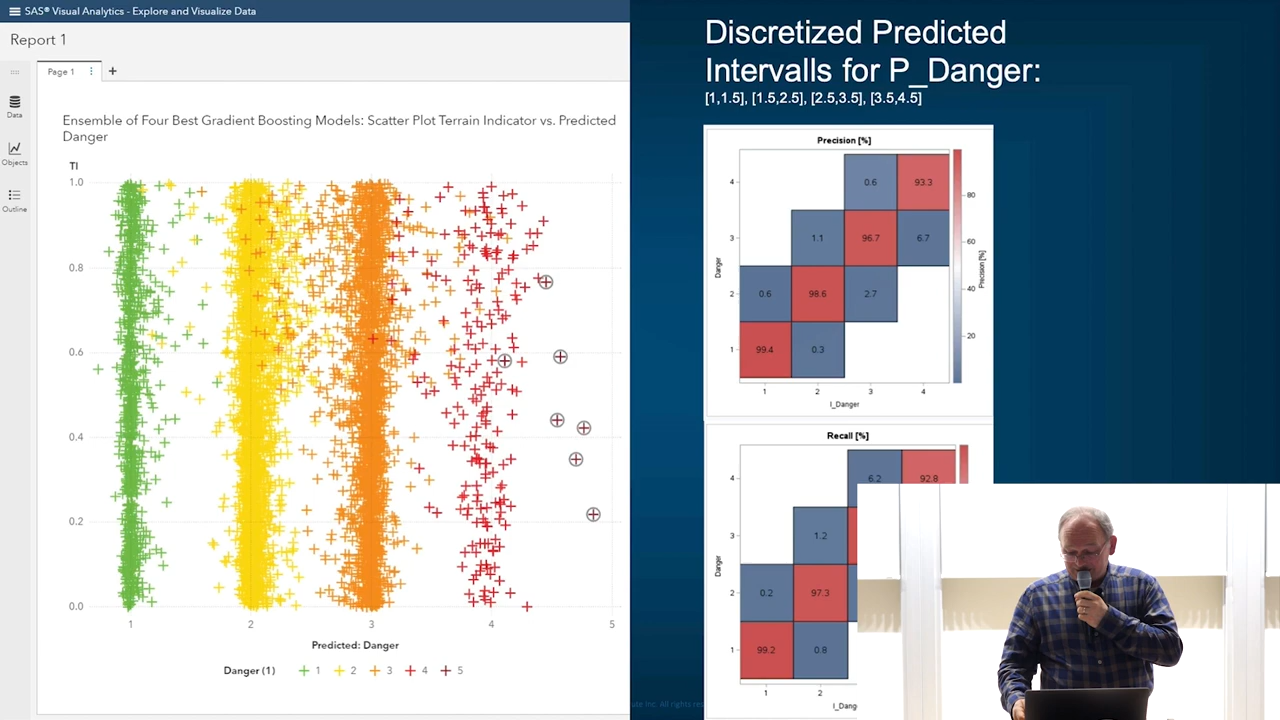 SAS® Visual Analytics - Explore and Visualize Data
Report 1
Page 1
Data
Objects
Outline
Ensemble of Four Best Gradient Boosting Models: Scatter Plot Terrain Indicator vs. Predicted
Danger
TI
1.0
0.8
0.6
0.4
0.2
0.0
1 2 3 4 5
Predicted: Danger
Danger (1) 1 2 3 4 5
Discretized Predicted
Intervalls for P_Danger:
[1,1.5], [1.5,2.5], [2.5,3.5], [3.5,4.5]
Precision [%]
4 0.6 93.3
3 1.1 96.7 6.7
2 0.6 98.6 2.7
1 99.4 0.3
1 2 3 4
I_Danger
Danger
80
60
40
20
Precision [%]
Recall [%]
4 6.2 92.8
3 1.2
2 0.2 97.3
1 99.2 0.8
1 2
I_Dang
Danger
ute Inc. All rights res